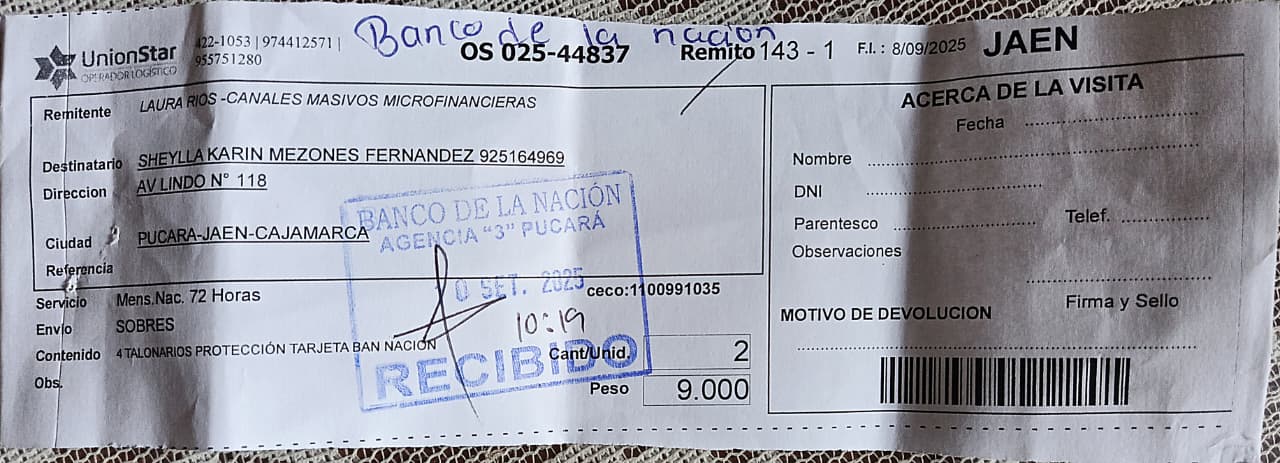 Banco de la nación
UnionStar
OPERADOR LOGÍSTICO
422-1053 | 974412571 |
955751280
OS 025-44837
Remito 143 - 1
F.I. : 8/09/2025
JAEN
Remitente LAURA RIOS -CANALES MASIVOS MICROFINANCIERAS
Destinatario SHEYLLA KARIN MEZONES FERNANDEZ 925164969
Direccion AV LINDO N° 118
Ciudad PUCARA-JAEN-CAJAMARCA
Referencia
Servicio Mens.Nac. 72 Horas
ceco:1100991035
Envío SOBRES
Contenido 4 TALONARIOS PROTECCIÓN TARJETA BAN NACIÓN
Obs.
Cant/Unid. 2
Peso 9.000
BANCO DE LA NACIÓN
AGENCIA “3” PUCARÁ
0 SET. 2025
10:19
RECIBIDO
ACERCA DE LA VISITA
Fecha
Nombre
DNI
Parentesco
Telef.
Observaciones
Firma y Sello
MOTIVO DE DEVOLUCION